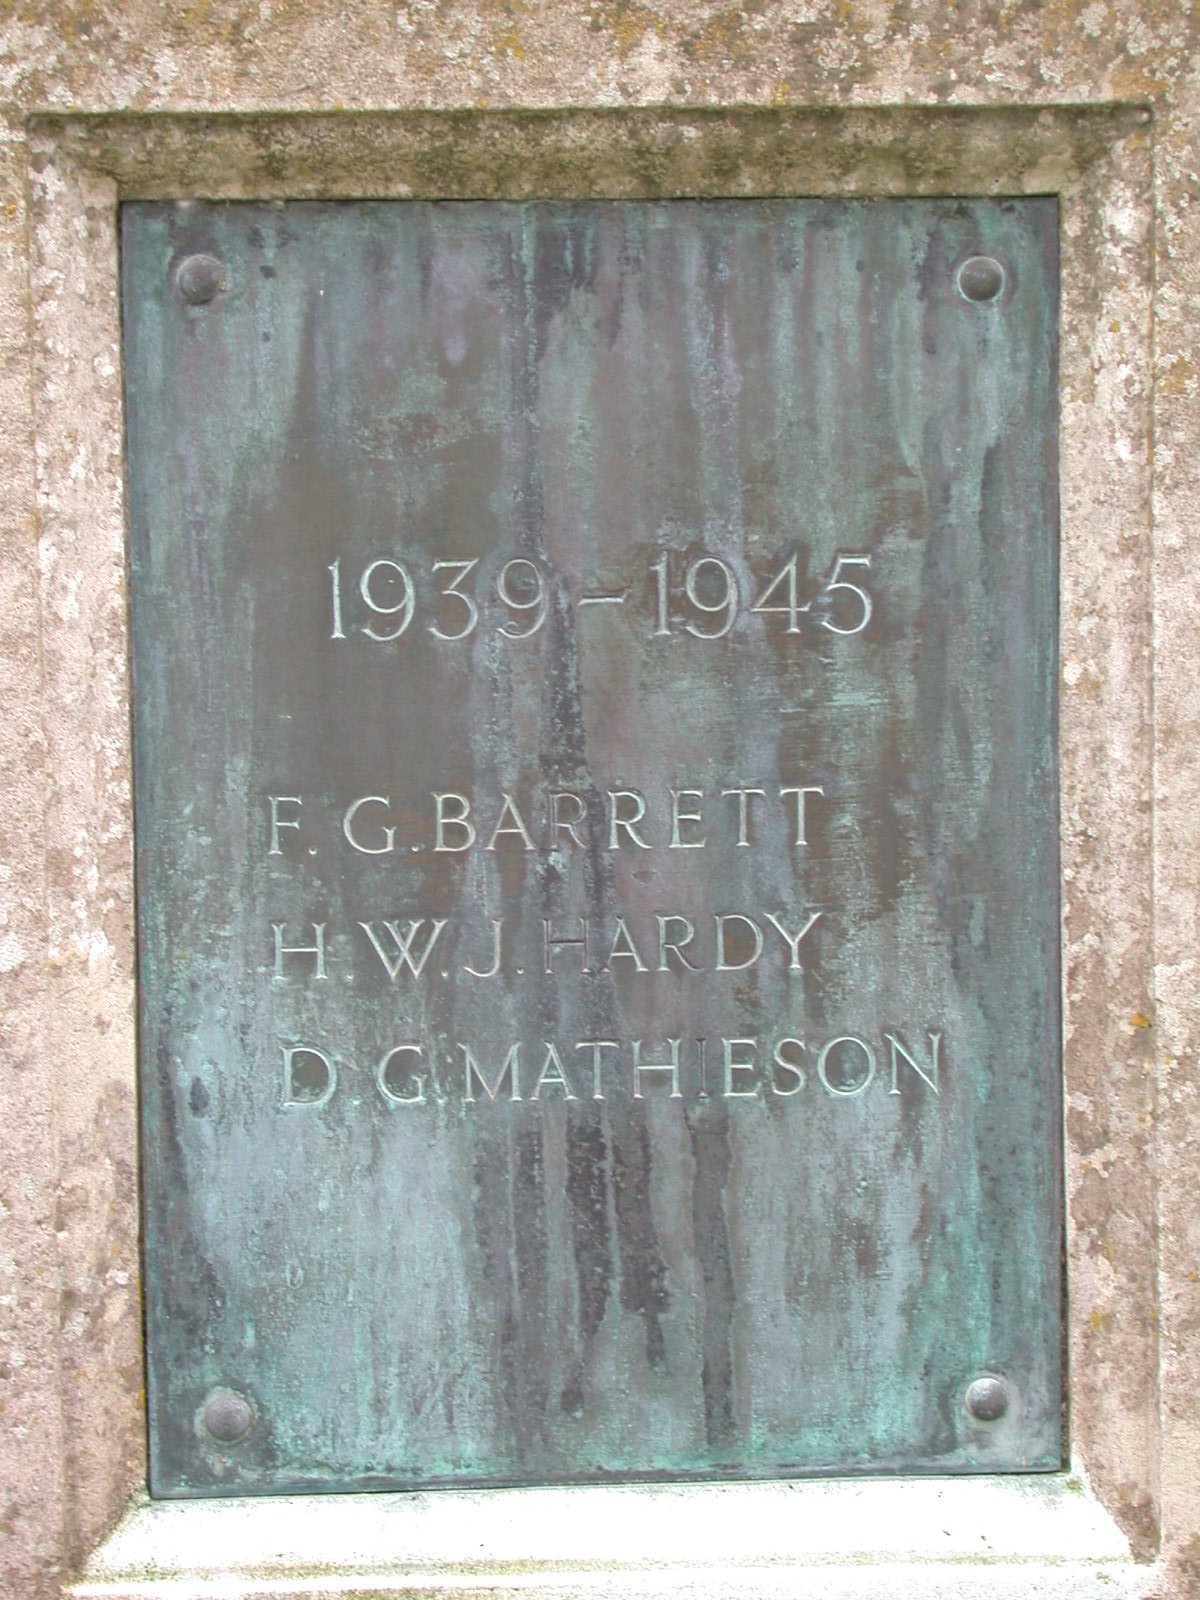 1939-1945
F. G. BARRETT
H. W. J. HARDY
D. G. MATHIESON